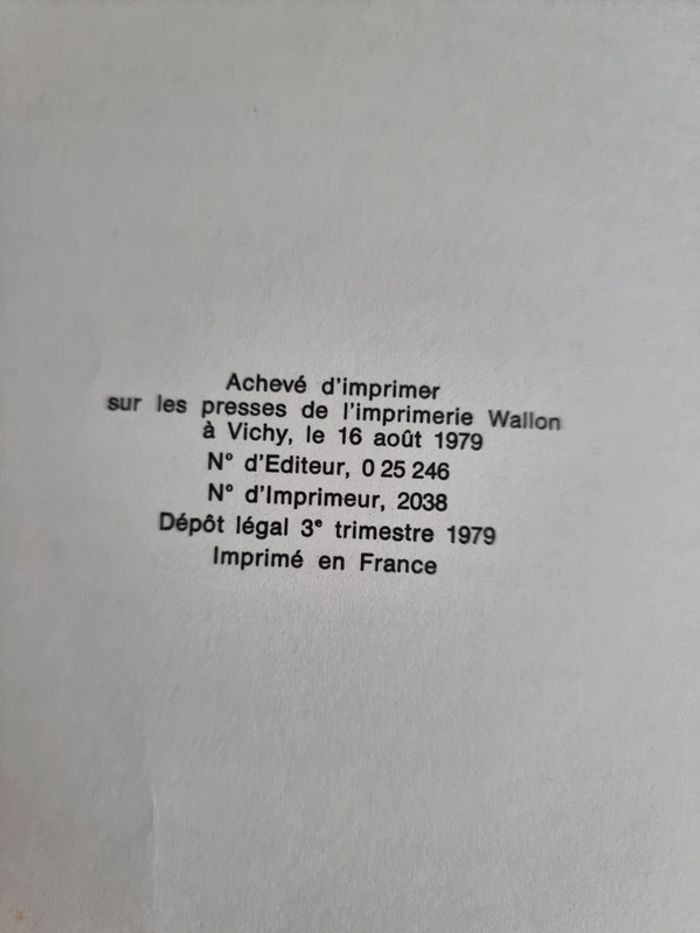 Achevé d'imprimer
sur les presses de l'imprimerie Wallon
à Vichy, le 16 août 1979
N° d'Editeur, 0 25 246
N° d'Imprimeur, 2038
Dépôt légal 3e trimestre 1979
Imprimé en France